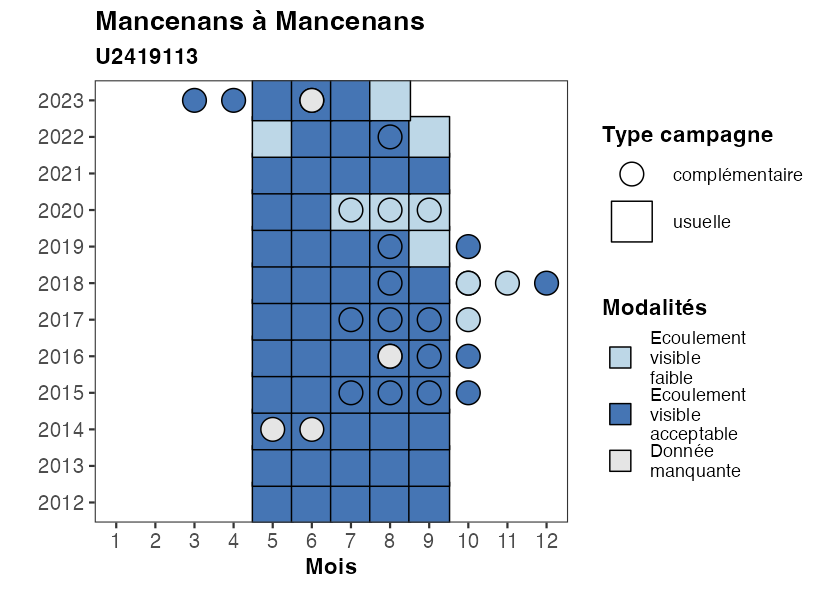 Mancenans à Mancenans
U2419113
2023
2022
2021
2020
2019
2018
2017
2016
2015
2014
2013
2012
1 2 3 4 5 6 7 8 9 10 11 12
Mois
Type campagne
complémentaire
usuelle
Modalités
Ecoulement
visible
faible
Ecoulement
visible
acceptable
Donnée
manquante